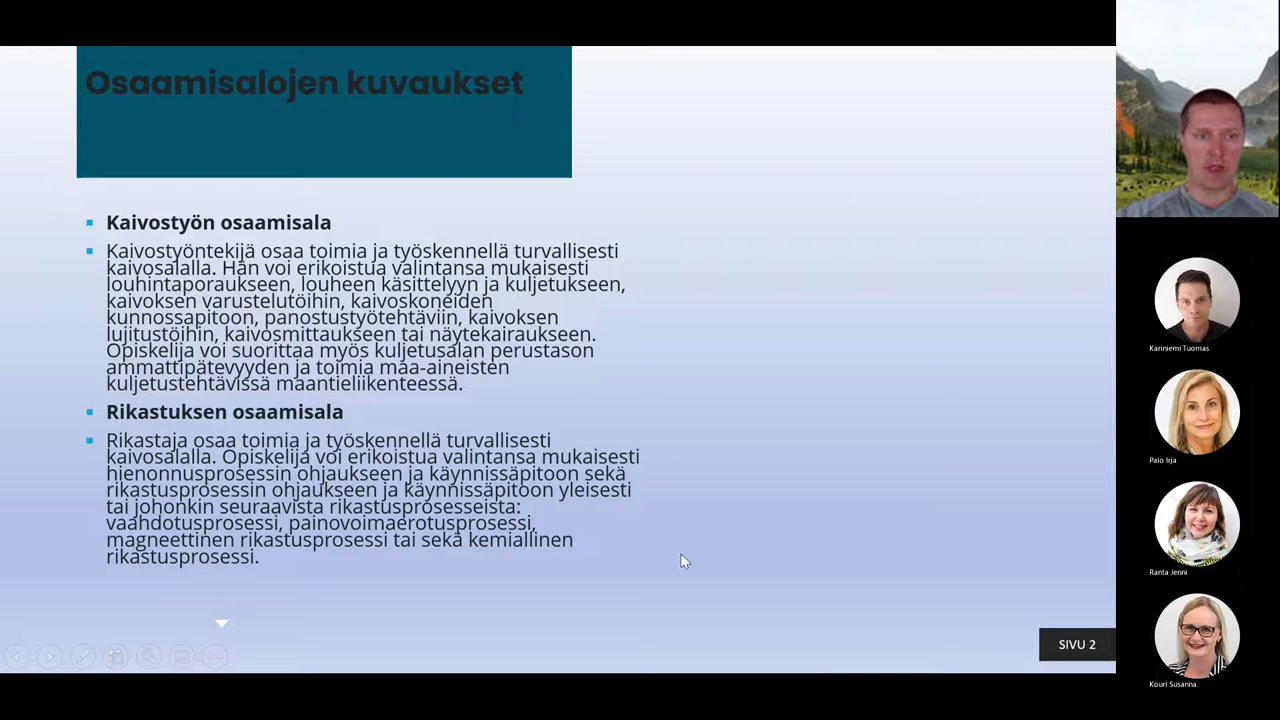 Osaamisalojen kuvaukset
Kaivostyön osaamisala
Kaivostyöntekijä osaa toimia ja työskennellä turvallisesti
kaivosalalla. Hän voi erikoistua valintansa mukaisesti
louhintaporaukseen, louheen käsittelyyn ja kuljetukseen,
kaivoksen varustelutöihin, kaivoskoneiden
kunnossapitoon, panostustyötehtäviin, kaivoksen
lujitustöihin, kaivosmittaukseen tai näytekairaukseen.
Opiskelija voi suorittaa myös kuljetusalan perustason
ammattipätevyyden ja toimia maa-aineisten
kuljetustehtävissä maantieliikenteessä.
Rikastuksen osaamisala
Rikastaja osaa toimia ja työskennellä turvallisesti
kaivosalalla. Opiskelija voi erikoistua valintansa mukaisesti
hienonnusprosessin ohjaukseen ja käynnissäpitoon sekä
rikastusprosessin ohjaukseen ja käynnissäpitoon yleisesti
tai johonkin seuraavista rikastusprosesseista:
vaahdotusprosessi, painovoimaerotusprosessi,
magneettinen rikastusprosessi tai sekä kemiallinen
rikastusprosessi.
SIVU 2
Kariniemi Tuomas
Palo Irja
Ranta Jenni
Kouri Susanna